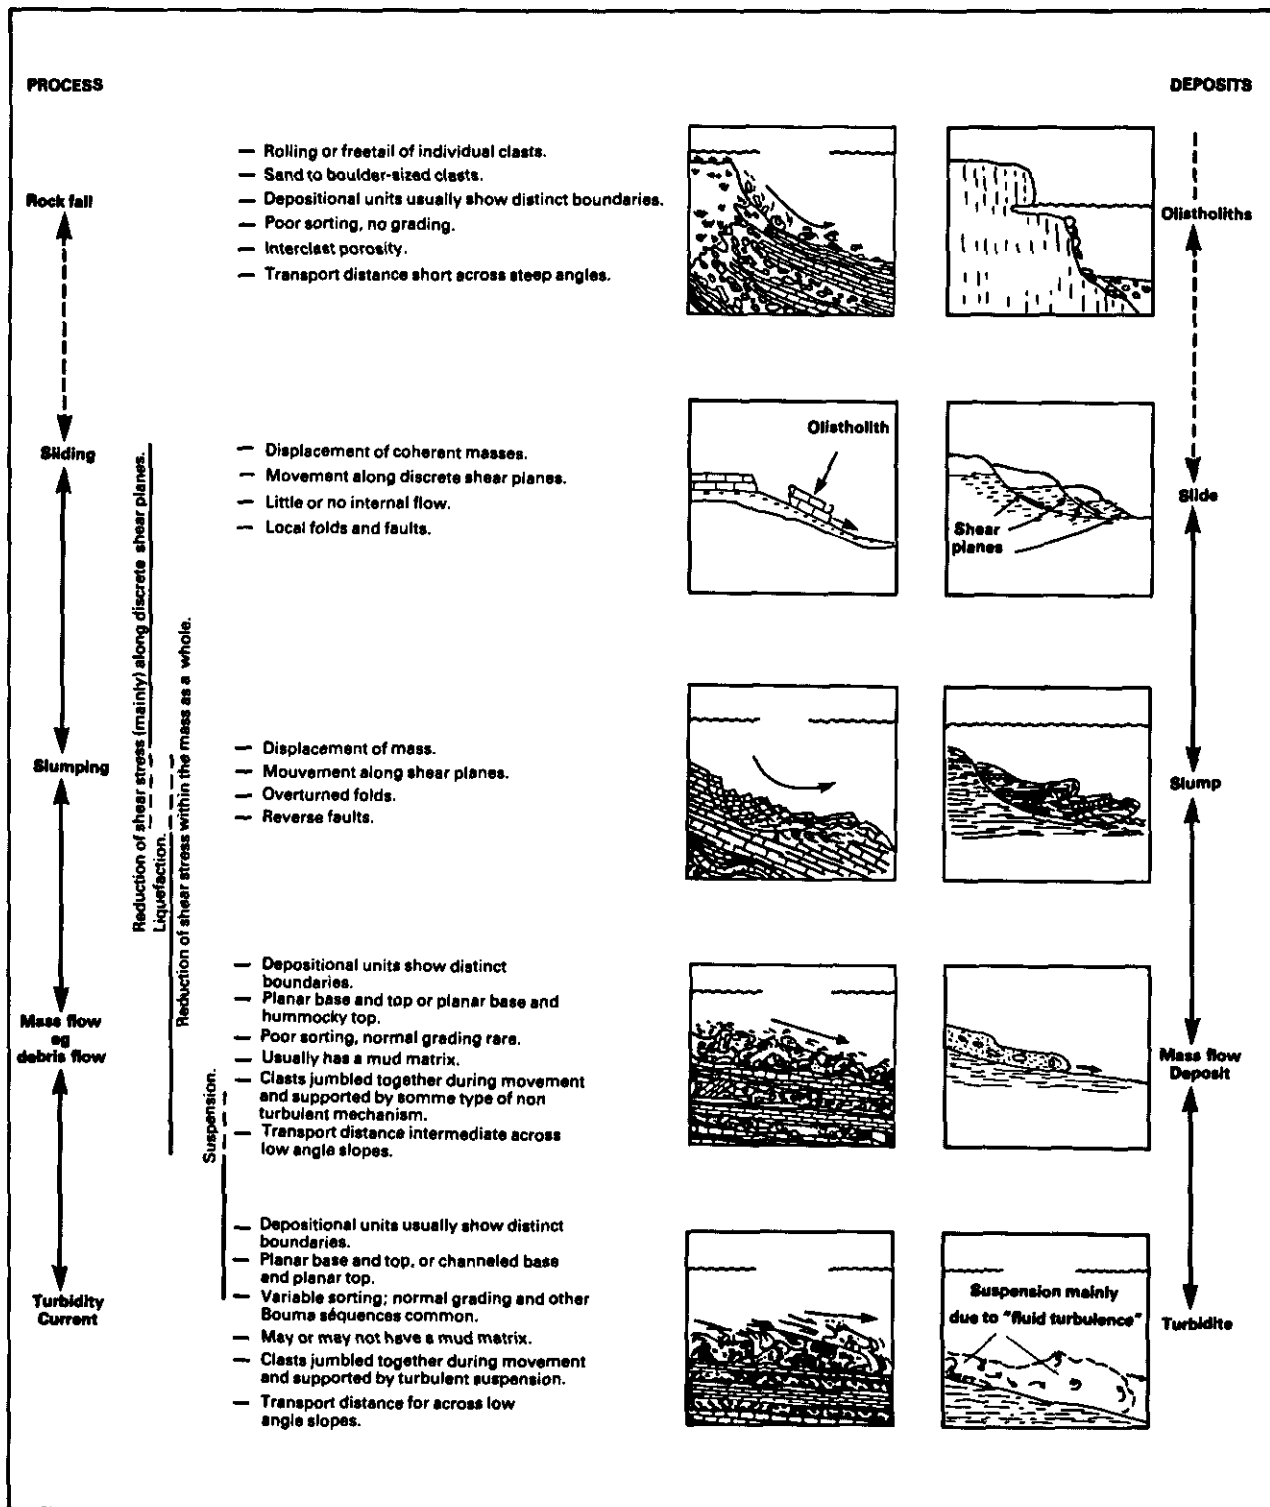 PROCESS
DEPOSITS
Rock fall
— Rolling or freetail of individual clasts.
— Sand to boulder-sized clasts.
— Depositional units usually show distinct boundaries.
— Poor sorting, no grading.
— Interclast porosity.
— Transport distance short across steep angles.
Olistholiths
Sliding
— Displacement of coherent masses.
— Movement along discrete shear planes.
— Little or no internal flow.
— Local folds and faults.
Olistholith
Shear
planes
Slide
Reduction of shear stress (mainly) along discrete shear planes.
Liquefaction.
Reduction of shear stress within the mass as a whole.
Slumping
— Displacement of mass.
— Mouvement along shear planes.
— Overturned folds.
— Reverse faults.
Slump
Mass flow
eg
debris flow
— Depositional units show distinct
boundaries.
— Planar base and top or planar base and
hummocky top.
— Poor sorting, normal grading rare.
— Usually has a mud matrix.
— Clasts jumbled together during movement
and supported by somme type of non
turbulent mechanism.
— Transport distance intermediate across
low angle slopes.
Mass flow
Deposit
Suspension.
Turbidity
Current
— Depositional units usually show distinct
boundaries.
— Planar base and top, or channeled base
and planar top.
— Variable sorting; normal grading and other
Bouma séquences common.
— May or may not have a mud matrix.
— Clasts jumbled together during movement
and supported by turbulent suspension.
— Transport distance for across low
angle slopes.
Suspension mainly
due to "fluid turbulence"
Turbidite